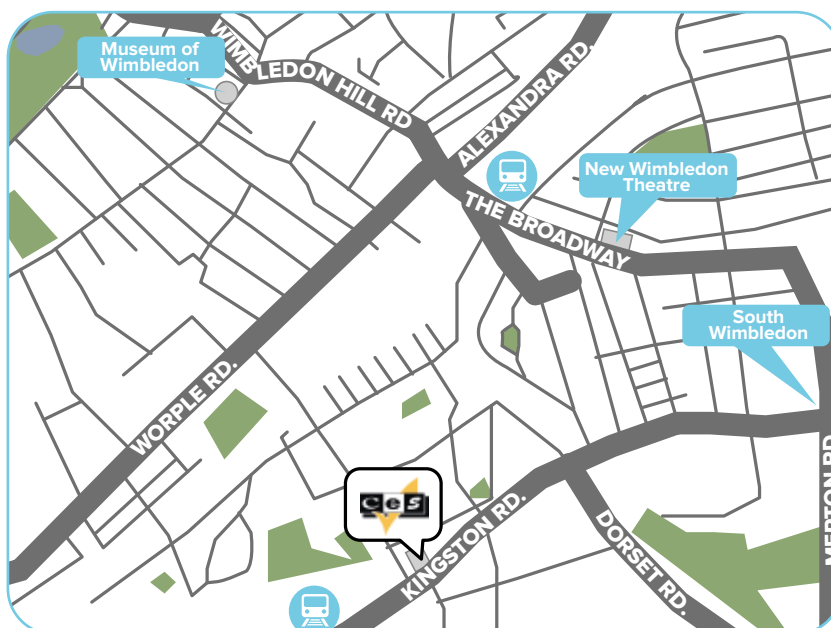 Museum of
Wimbledon
WIMBLEDON HILL RD
ALEXANDRA RD.
New Wimbledon
Theatre
THE BROADWAY
South
Wimbledon
WORPLE RD.
MERTON RD
ces
KINGSTON RD.
DORSET RD.